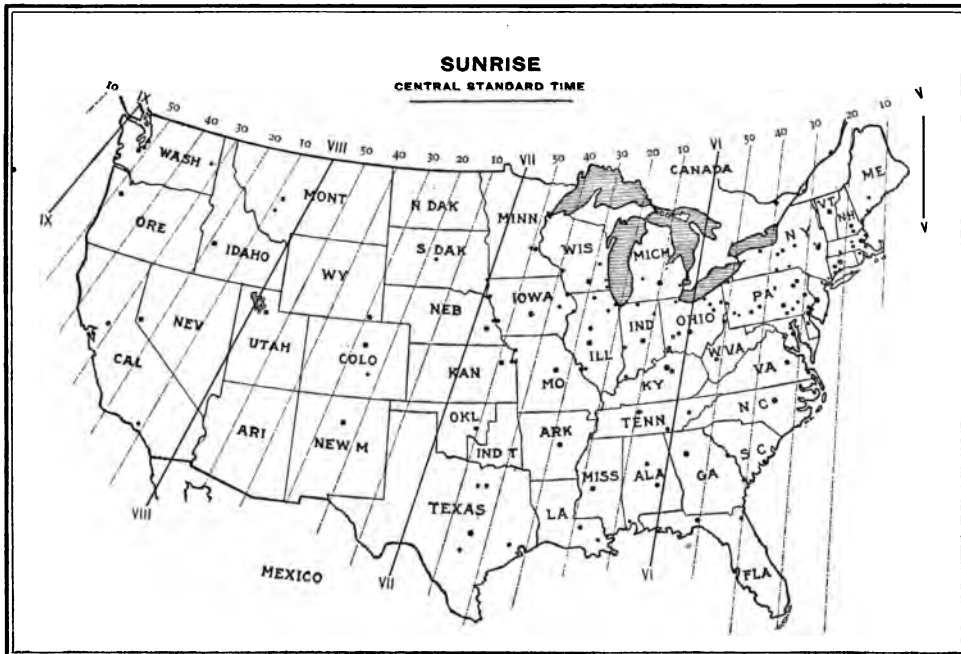 SUNRISE
CENTRAL STANDARD TIME
10 IX 50 40 30 20 10 VIII 50 40 30 20 10 VII 50 40 30 20 10 VI 50 40 30 20 10
CANADA
WASH
MONT
N DAK
MINN
ME
VT
NH
ORE
IDAHO
S DAK
WIS
MICH
N Y
IX
WY
IOWA
PA
NEV
NEB
IND
OHIO
CAL
UTAH
COLO
KAN
ILL
W VA
VA
MO
KY
ARI
NEW M
OKL
IND T
ARK
TENN
N C
S C
MISS
ALA
GA
VIII
TEXAS
LA
VII
VI
FLA
MEXICO